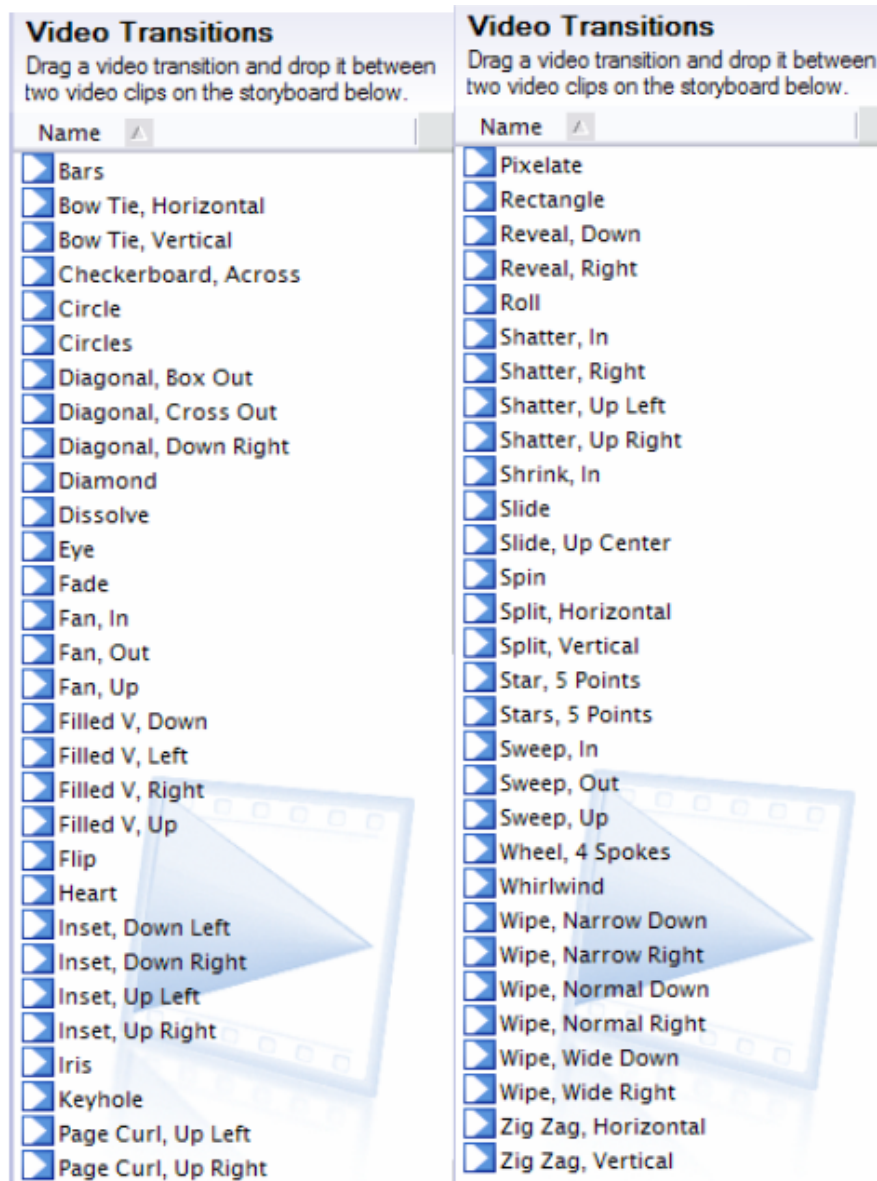 Video Transitions
Drag a video transition and drop it between
two video clips on the storyboard below.
Name
Bars
Bow Tie, Horizontal
Bow Tie, Vertical
Checkerboard, Across
Circle
Circles
Diagonal, Box Out
Diagonal, Cross Out
Diagonal, Down Right
Diamond
Dissolve
Eye
Fade
Fan, In
Fan, Out
Fan, Up
Filled V, Down
Filled V, Left
Filled V, Right
Filled V, Up
Flip
Heart
Inset, Down Left
Inset, Down Right
Inset, Up Left
Inset, Up Right
Iris
Keyhole
Page Curl, Up Left
Page Curl, Up Right
Video Transitions
Drag a video transition and drop it between
two video clips on the storyboard below.
Name
Pixelate
Rectangle
Reveal, Down
Reveal, Right
Roll
Shatter, In
Shatter, Right
Shatter, Up Left
Shatter, Up Right
Shrink, In
Slide
Slide, Up Center
Spin
Split, Horizontal
Split, Vertical
Star, 5 Points
Stars, 5 Points
Sweep, In
Sweep, Out
Sweep, Up
Wheel, 4 Spokes
Whirlwind
Wipe, Narrow Down
Wipe, Narrow Right
Wipe, Normal Down
Wipe, Normal Right
Wipe, Wide Down
Wipe, Wide Right
Zig Zag, Horizontal
Zig Zag, Vertical